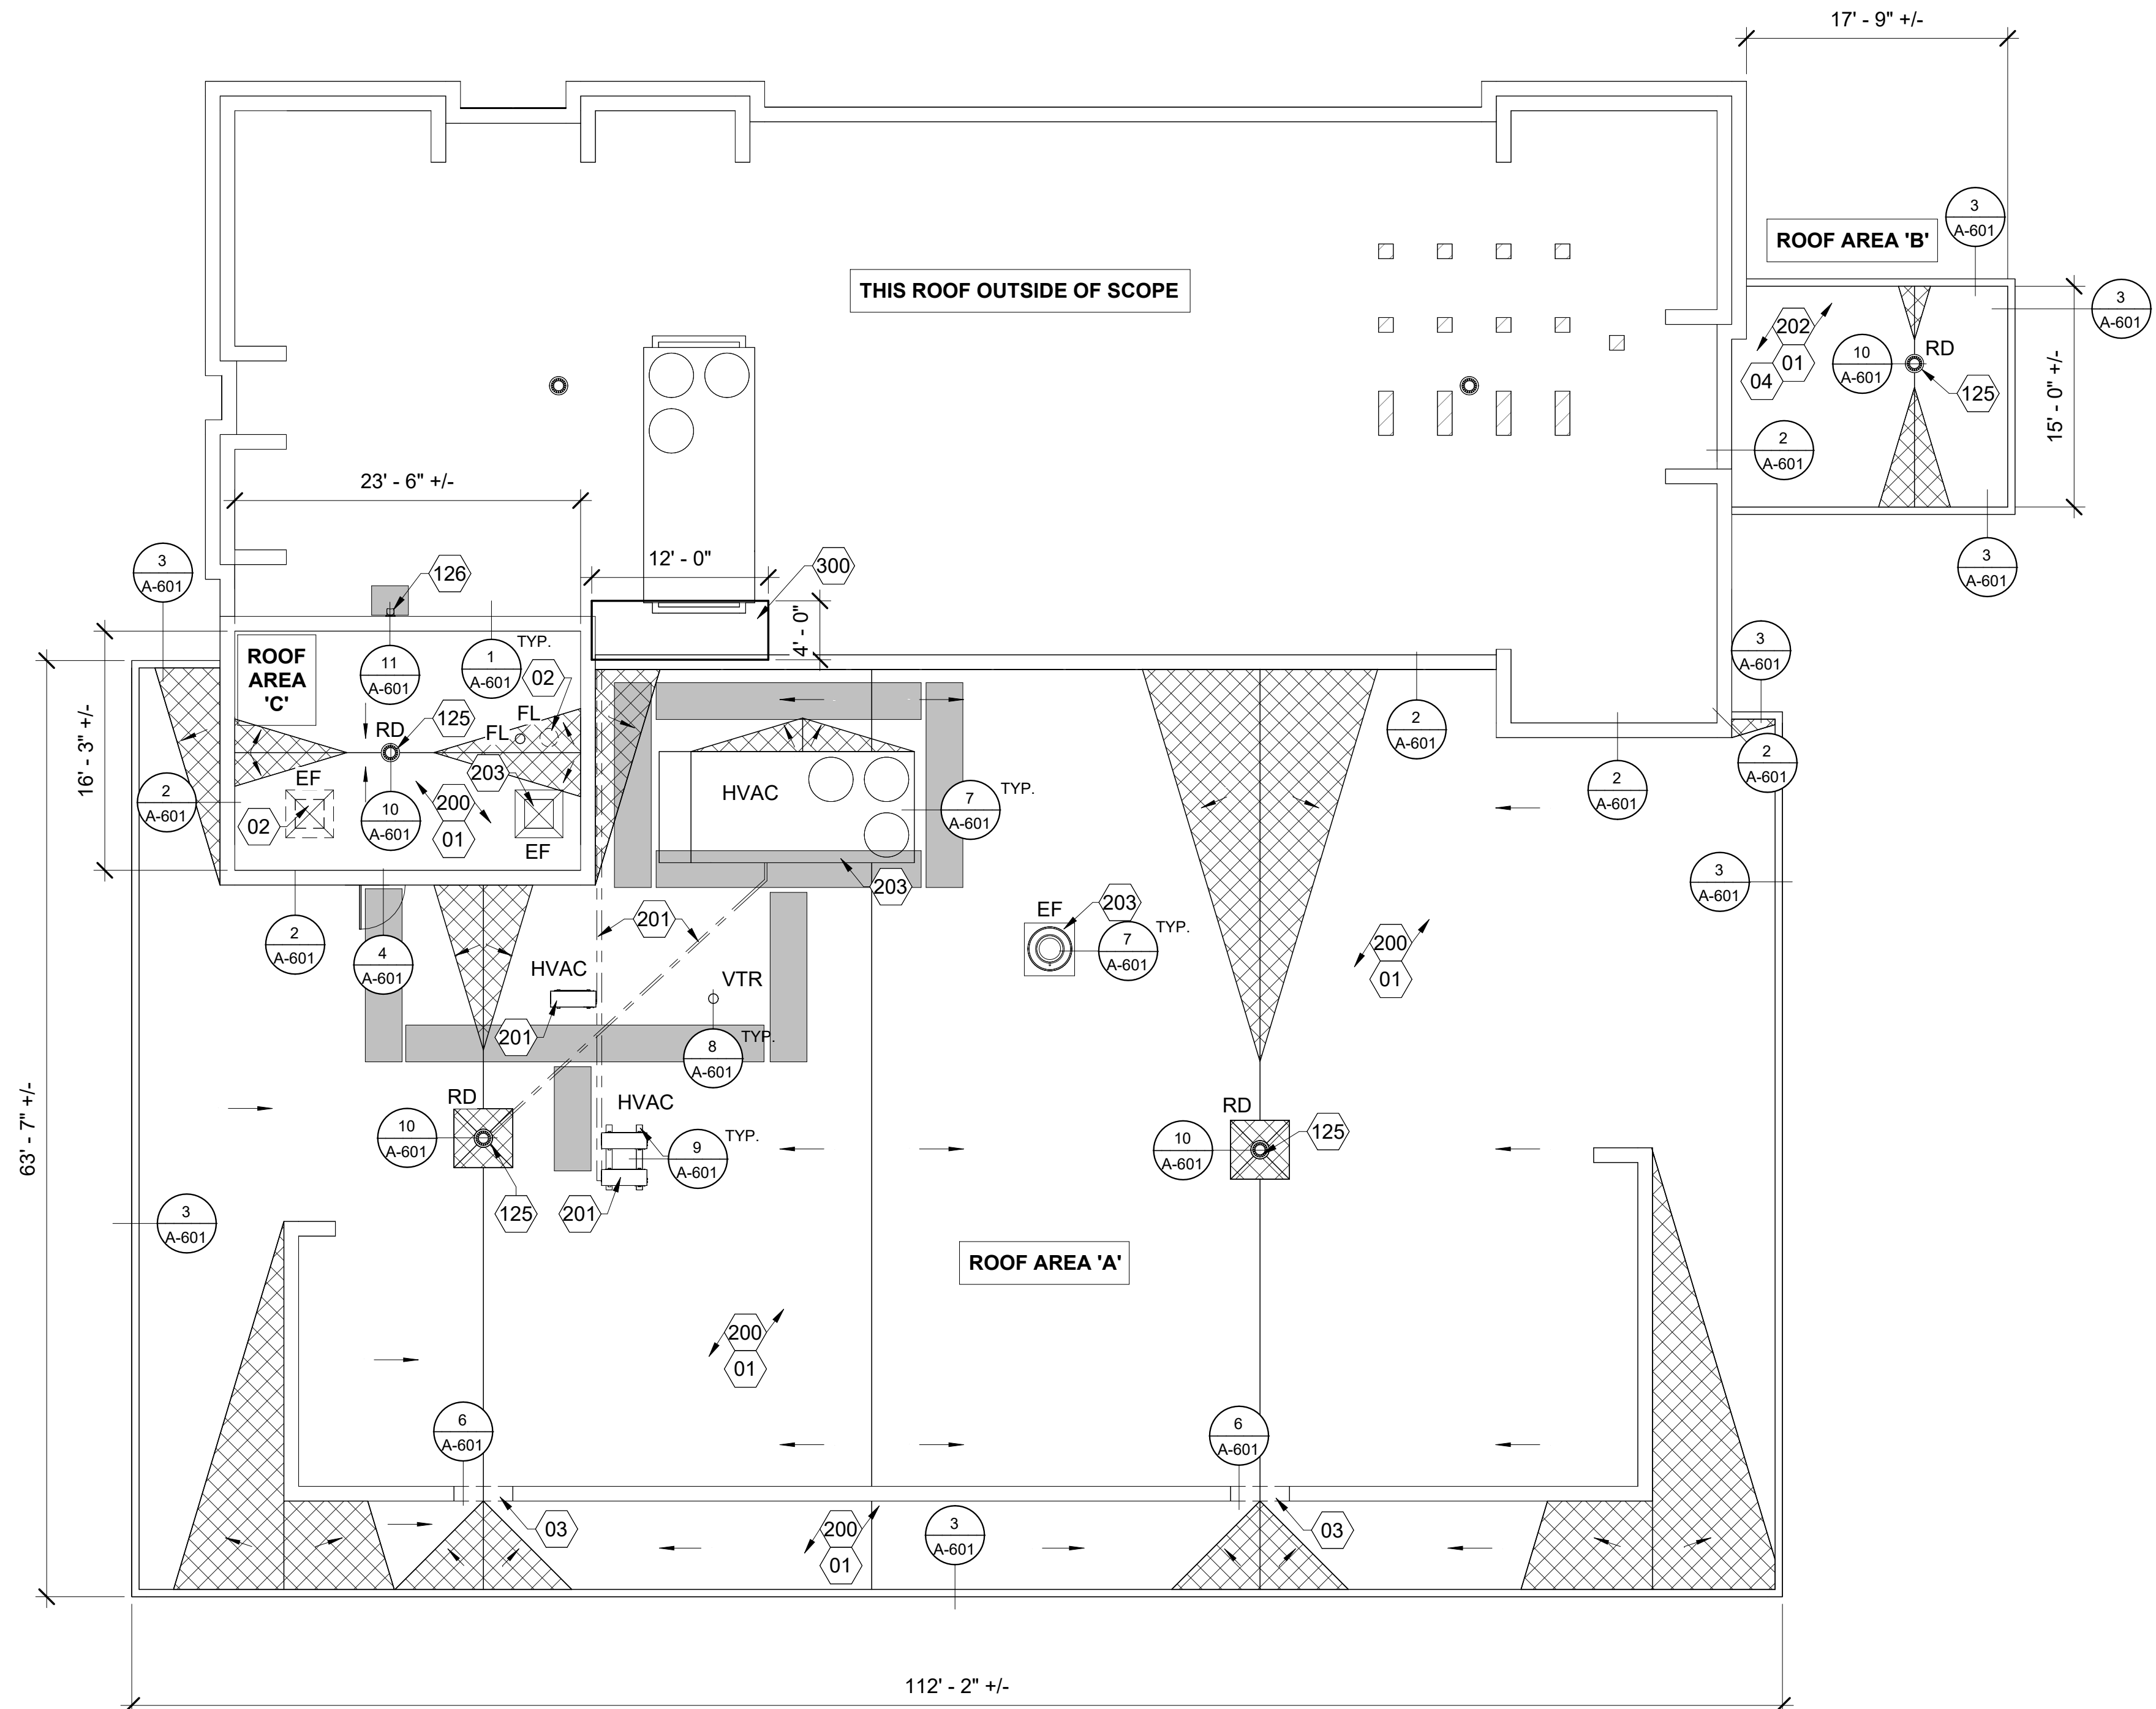 17' - 9" +/-
3
A-601
ROOF AREA 'B'
THIS ROOF OUTSIDE OF SCOPE
3
A-601
202
01
04
10
A-601
RD
125
15' - 0" +/-
2
A-601
23' - 6" +/-
3
A-601
12' - 0"
300
126
3
A-601
4' - 0"
3
A-601
ROOF
AREA
'C'
11
A-601
1
A-601
TYP.
02
2
A-601
2
A-601
2
A-601
RD
125
FL
FL
203
EF
16' - 3" +/-
2
A-601
02
10
A-601
200
01
EF
HVAC
7
A-601
TYP.
203
3
A-601
2
A-601
4
A-601
201
EF
203
7
A-601
TYP.
200
01
HVAC
VTR
201
8
A-601
TYP.
63' - 7" +/-
RD
10
A-601
125
HVAC
9
A-601
TYP.
201
RD
10
A-601
125
3
A-601
ROOF AREA 'A'
200
01
6
A-601
6
A-601
03
200
01
3
A-601
03
112' - 2" +/-